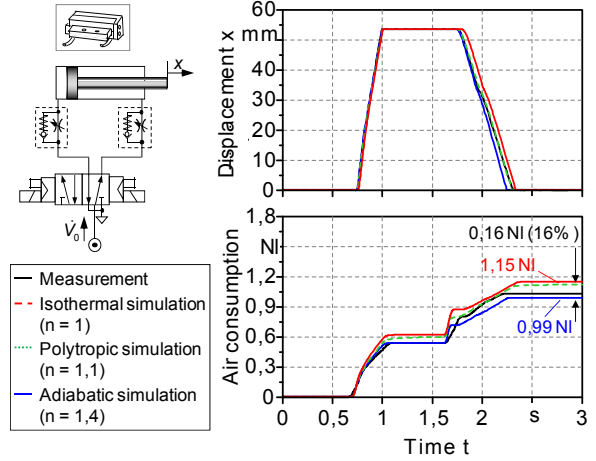 x
V̇₀
Measurement
Isothermal simulation
(n = 1)
Polytropic simulation
(n = 1,1)
Adiabatic simulation
(n = 1,4)
Displacement x
60
mm
40
30
20
10
0
Air consumption
1,8
Nl
1,2
0,9
0,6
0,3
0
0,16 Nl (16%)
1,15 Nl
0,99 Nl
0
0,5
1
1,5
2
s
3
Time t